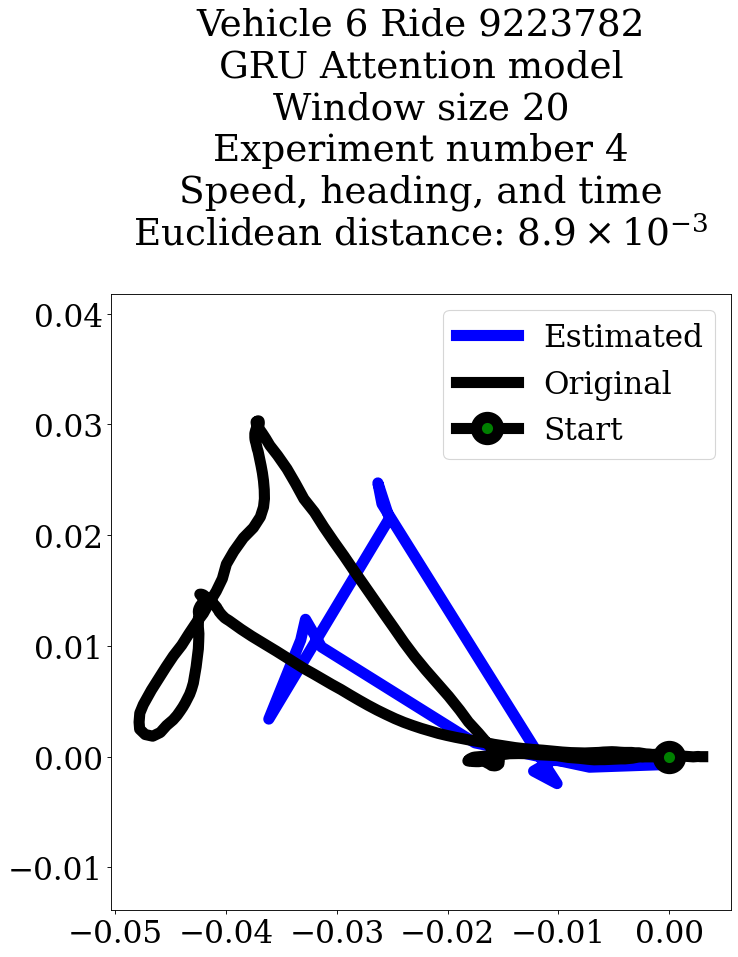 Vehicle 6 Ride 9223782
GRU Attention model
Window size 20
Experiment number 4
Speed, heading, and time
Euclidean distance: 8.9 × 10⁻³
Estimated
Original
Start
0.04
0.03
0.02
0.01
0.00
−0.01
−0.05 −0.04 −0.03 −0.02 −0.01 0.00